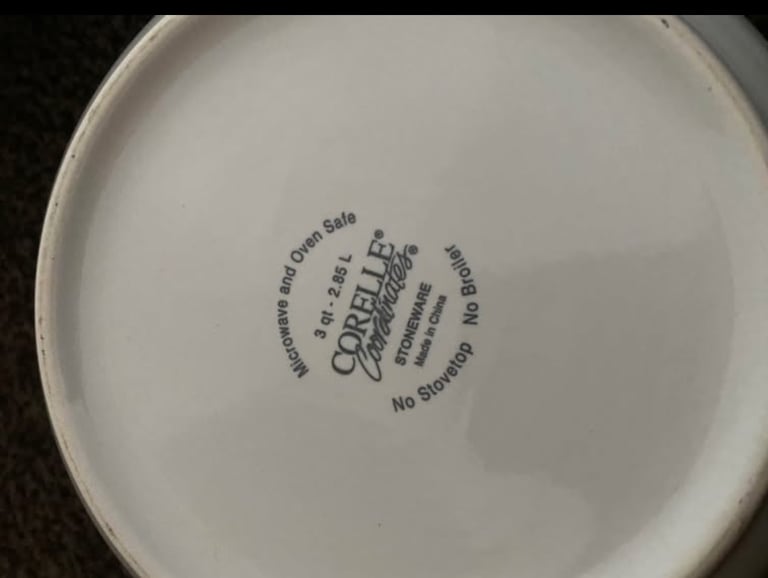 Microwave and Oven Safe
3 qt - 2.85 L
CORELLE®
Coordinates®
STONEWARE
Made in China
No Stovetop No Broiler